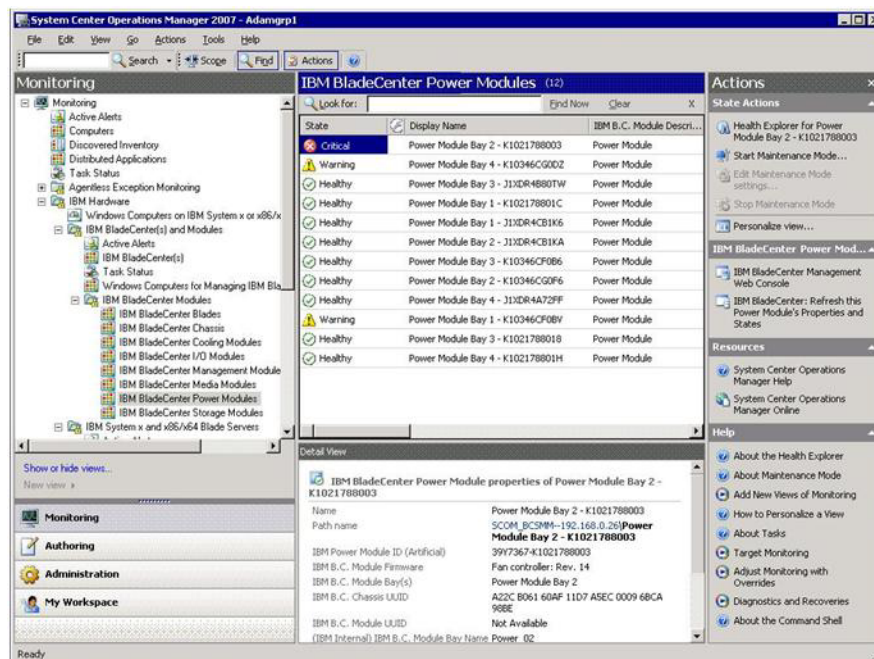 System Center Operations Manager 2007 - Adamgrp1
File Edit View Go Actions Tools Help
Search Scope Find Actions
Monitoring
Monitoring
Active Alerts
Computers
Discovered Inventory
Distributed Applications
Task Status
Agentless Exception Monitoring
IBM Hardware
Windows Computers on IBM System x or x86/x
IBM BladeCenter(s) and Modules
Active Alerts
IBM BladeCenter(s)
Task Status
Windows Computers for Managing IBM Bla
IBM BladeCenter Modules
IBM BladeCenter Blades
IBM BladeCenter Chassis
IBM BladeCenter Cooling Modules
IBM BladeCenter I/O Modules
IBM BladeCenter Management Module
IBM BladeCenter Media Modules
IBM BladeCenter Power Modules
IBM BladeCenter Storage Modules
IBM System x and x86/x64 Blade Servers
Show or hide views...
New view
Monitoring
Authoring
Administration
My Workspace
IBM BladeCenter Power Modules (12)
Look for: Find Now Clear X
State Display Name IBM B.C. Module Descri...
Critical Power Module Bay 2 - K1021788003 Power Module
Warning Power Module Bay 4 - K10346CG0DZ Power Module
Healthy Power Module Bay 3 - J1XDR4B80TW Power Module
Healthy Power Module Bay 1 - K102178801C Power Module
Healthy Power Module Bay 1 - J1XDR4CB1K6 Power Module
Healthy Power Module Bay 2 - J1XDR4CB1KA Power Module
Healthy Power Module Bay 3 - K10346CF0B6 Power Module
Healthy Power Module Bay 2 - K10346CG0F6 Power Module
Healthy Power Module Bay 4 - J1XDR4A72FF Power Module
Warning Power Module Bay 1 - K10346CF0BV Power Module
Healthy Power Module Bay 3 - K1021788018 Power Module
Healthy Power Module Bay 4 - K102178801H Power Module
Detail View
IBM BladeCenter Power Module properties of Power Module Bay 2 -
K1021788003
Name Power Module Bay 2 - K1021788003
Path name SCOM_BCSMM--192.168.0.26\Power
Module Bay 2 - K1021788003
IBM Power Module ID (Artificial) 39Y7367-K1021788003
IBM B.C. Module Firmware Fan controller: Rev. 14
IBM B.C. Module Bay(s) Power Module Bay 2
IBM B.C. Chassis UUID A22C B061 60AF 11D7 A5EC 0009 6BCA
98BE
IBM B.C. Module UUID Not Available
(IBM Internal) IBM B.C. Module Bay Name Power_02
Actions x
State Actions
Health Explorer for Power
Module Bay 2 - K1021788003
Start Maintenance Mode...
Edit Maintenance Mode
settings...
Stop Maintenance Mode
Personalize view...
IBM BladeCenter Power Mod...
IBM BladeCenter Management
Web Console
IBM BladeCenter: Refresh this
Power Module's Properties and
States
Resources
System Center Operations
Manager Help
System Center Operations
Manager Online
Help
About the Health Explorer
About Maintenance Mode
Add New Views of Monitoring
How to Personalize a View
About Tasks
Target Monitoring
Adjust Monitoring with
Overrides
Diagnostics and Recoveries
About the Command Shell
Ready